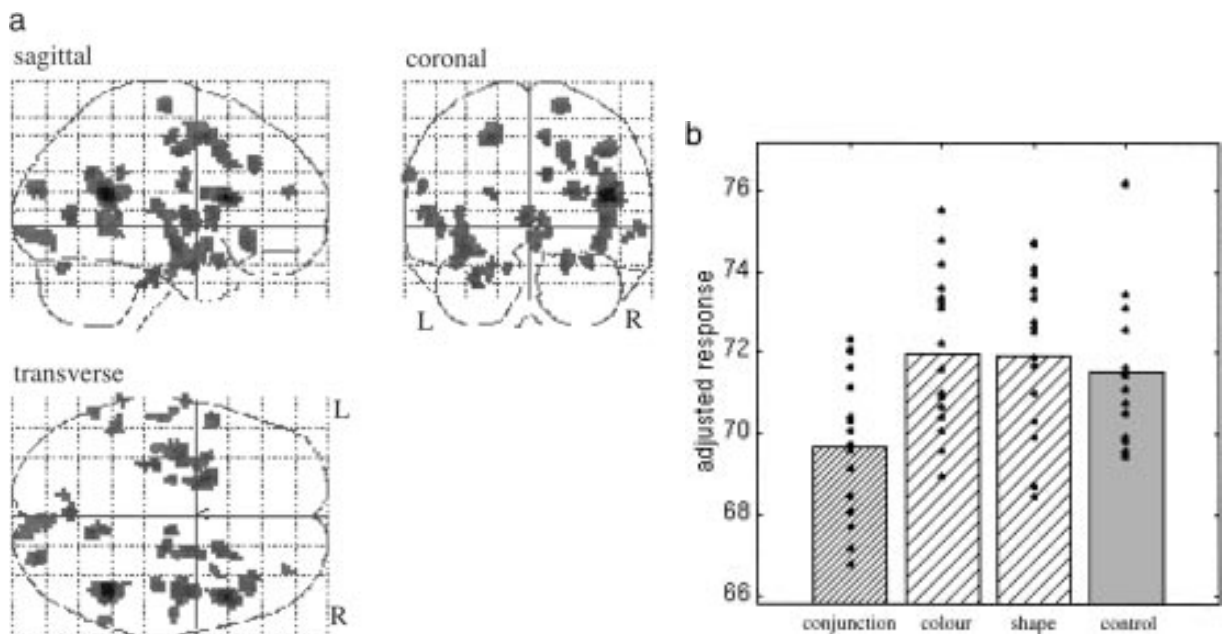 a
sagittal
coronal
L
R
transverse
L
R
b
adjusted response
76
74
72
70
68
66
conjunction colour shape control